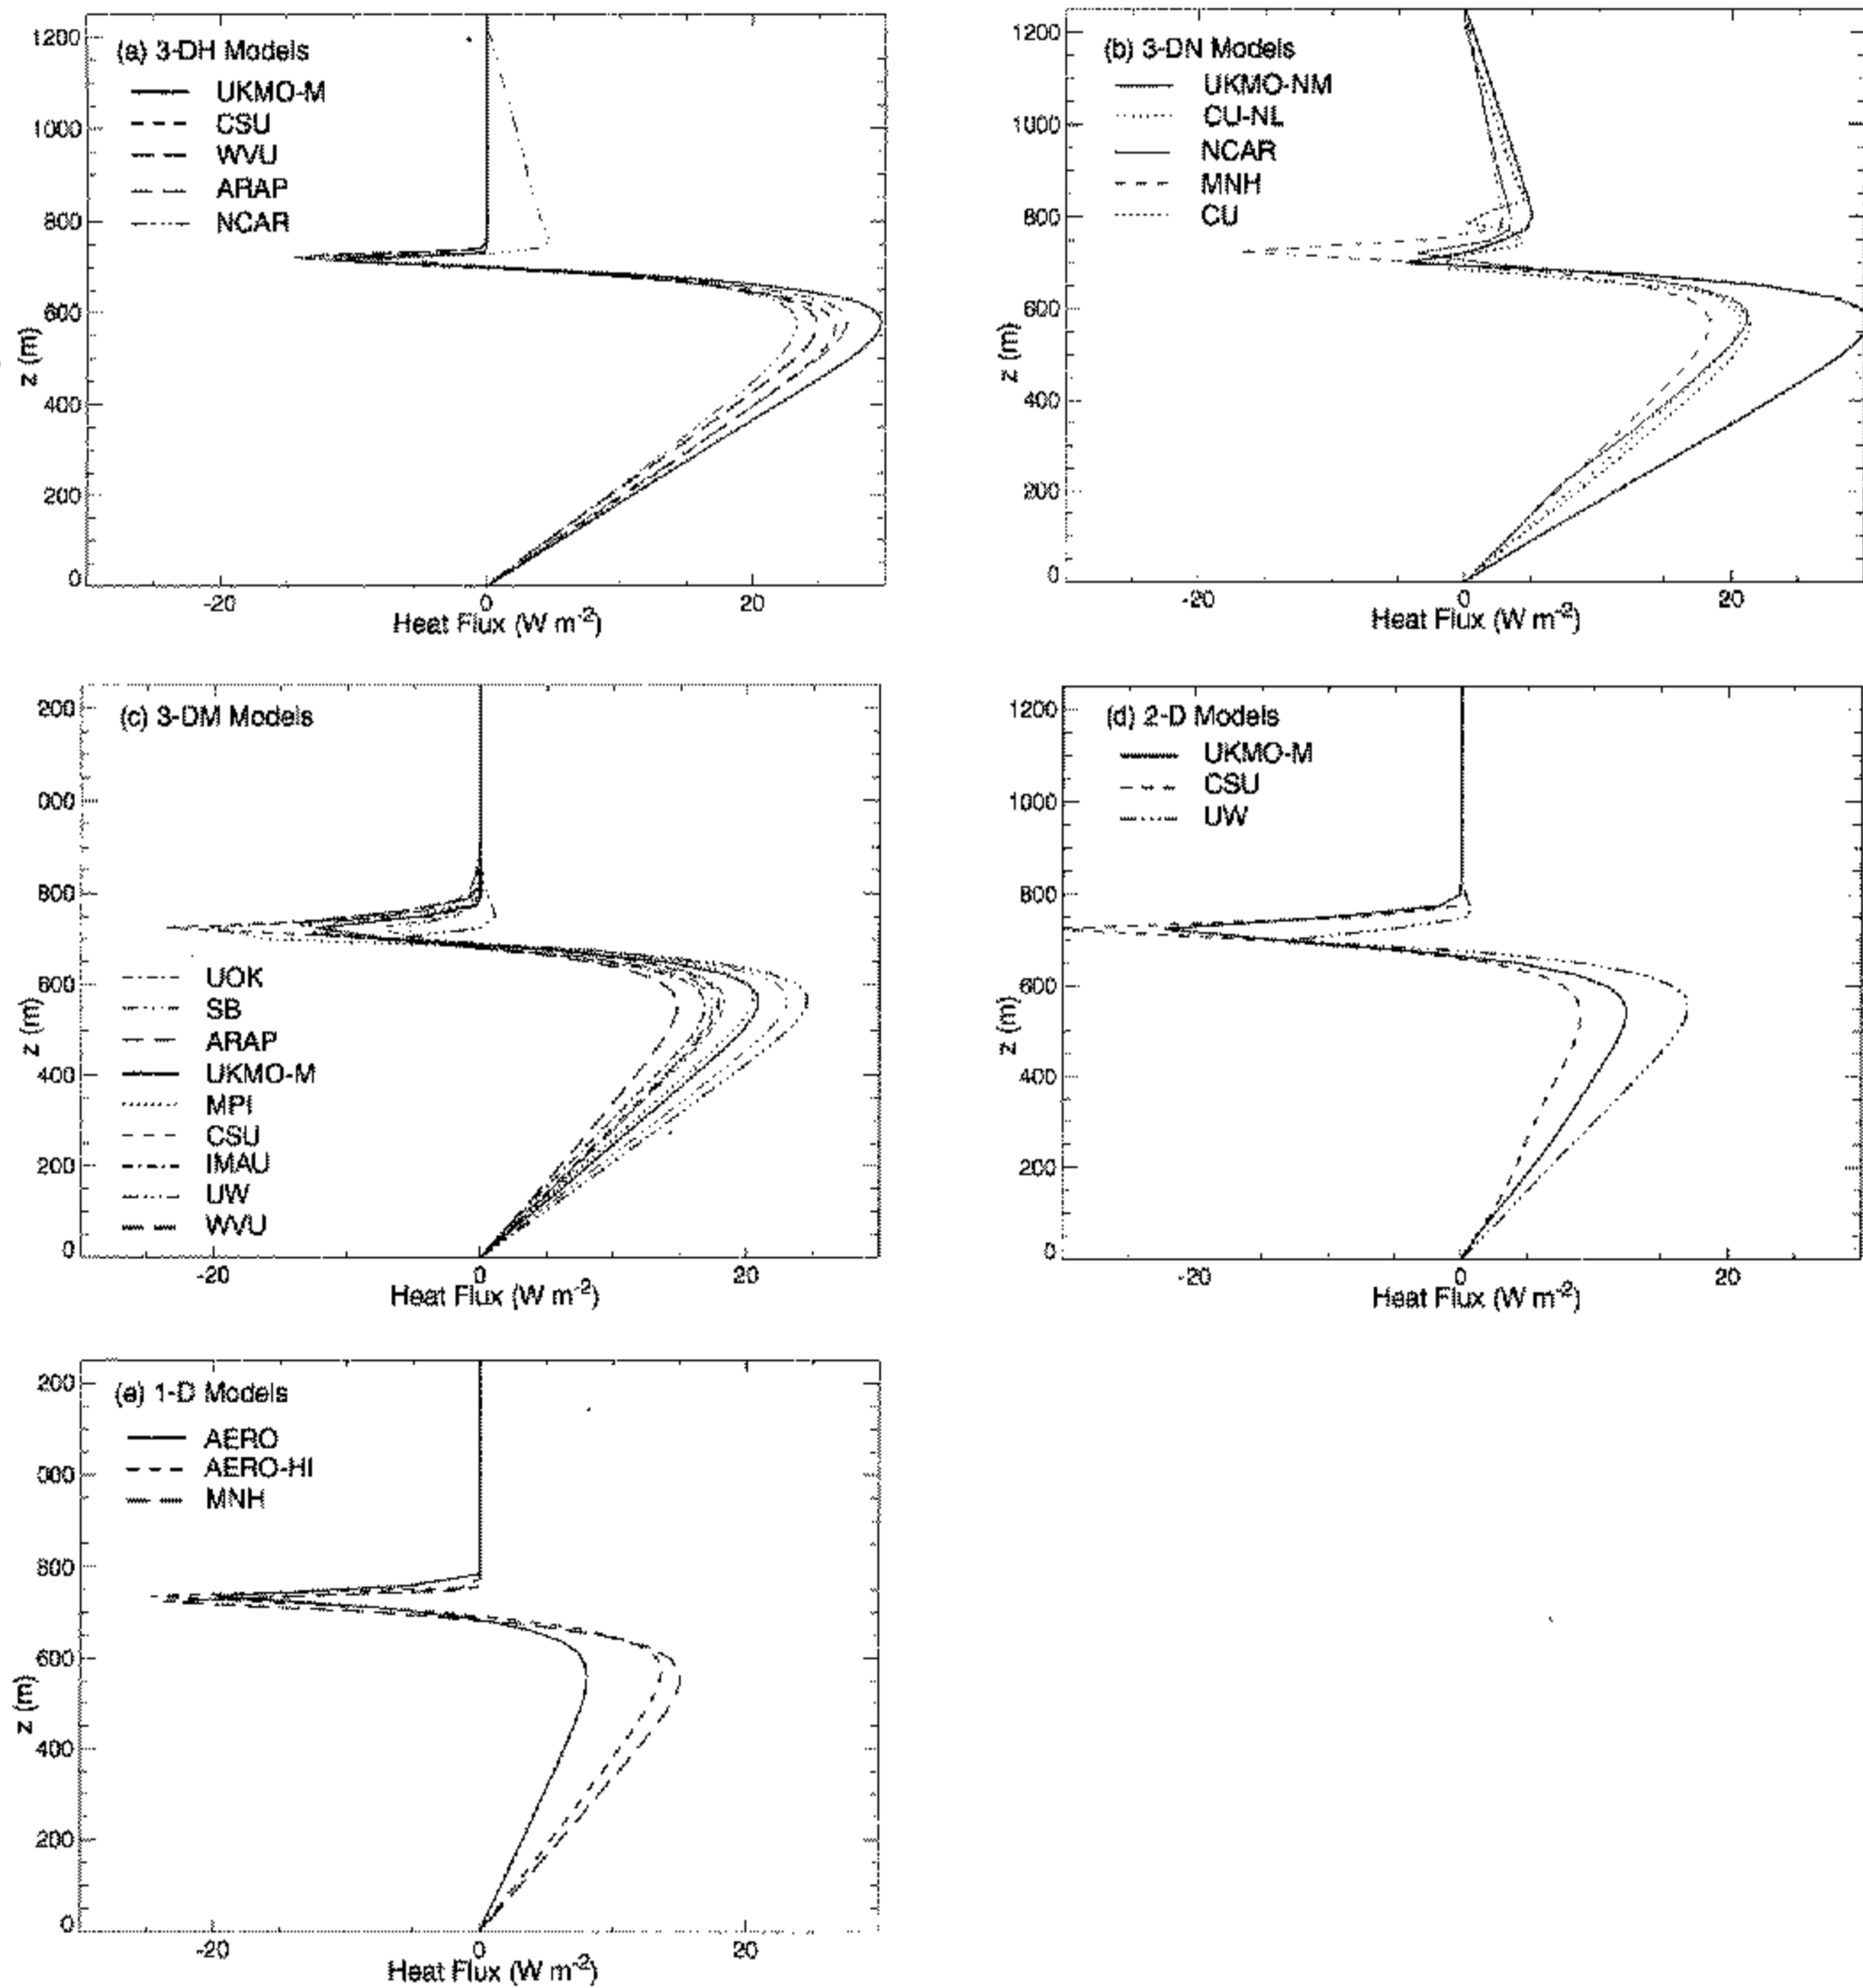 (a) 3-DH Models
UKMO-M
CSU
WVU
ARAP
NCAR
1200
1000
800
600
400
200
0
z (m)
-20 0 20
Heat Flux (W m-2)
(b) 3-DN Models
UKMO-NM
CU-NL
NCAR
MNH
CU
1200
1000
800
600
400
200
0
z (m)
-20 0 20
Heat Flux (W m-2)
(c) 3-DM Models
UOK
SB
ARAP
UKMO-M
MPI
CSU
IMAU
UW
WVU
200
000
800
600
400
200
0
z (m)
-20 0 20
Heat Flux (W m-2)
(d) 2-D Models
UKMO-M
CSU
UW
1200
1000
800
600
400
200
0
z (m)
-20 0 20
Heat Flux (W m-2)
(e) 1-D Models
AERO
AERO-HI
MNH
200
000
800
600
400
200
0
z (m)
-20 0 20
Heat Flux (W m-2)